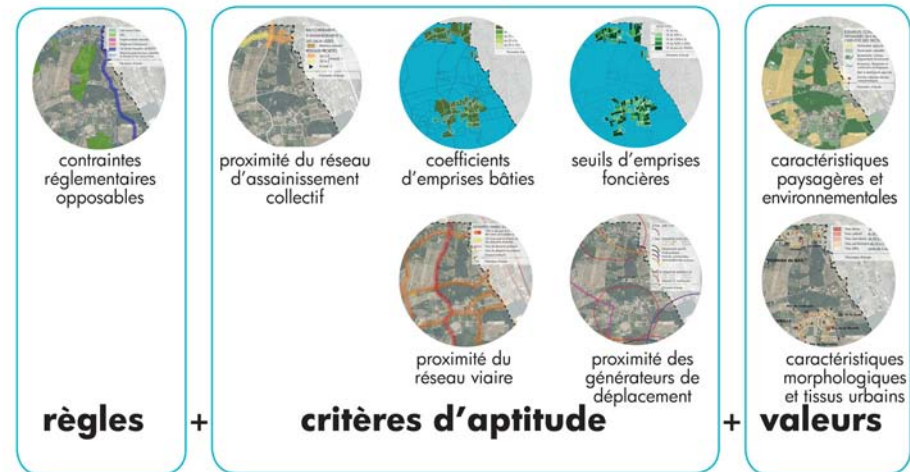 contraintes
réglementaires
opposables
proximité du réseau
d'assainissement
collectif
coefficients
d'emprises bâties
seuils d'emprises
foncières
caractéristiques
paysagères et
environnementales
proximité du
réseau viaire
proximité des
générateurs de
déplacement
caractéristiques
morphologiques
et tissus urbains
règles + critères d'aptitude + valeurs